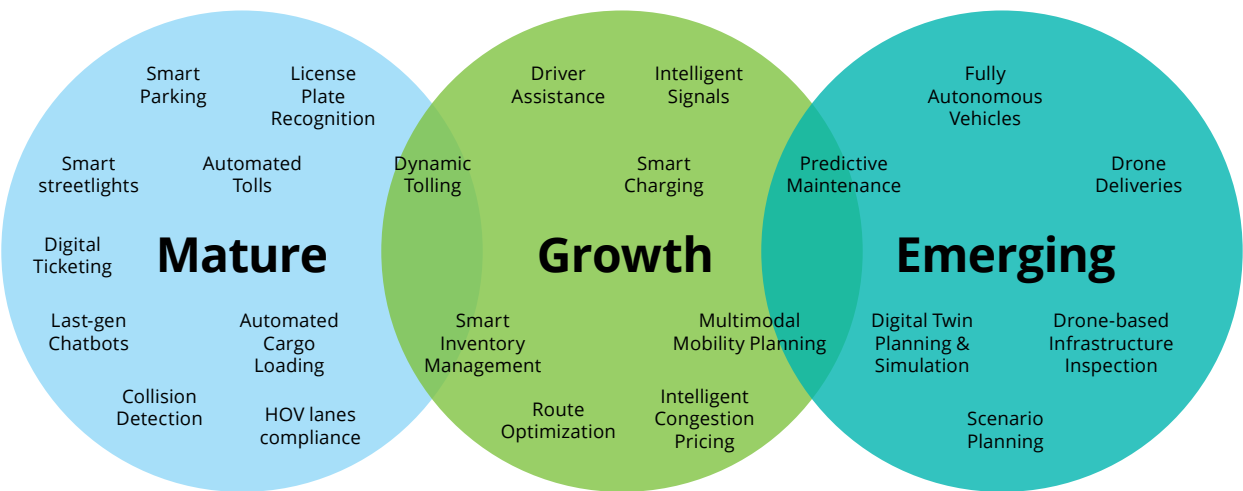 Smart
Parking
License
Plate
Recognition
Smart
streetlights
Automated
Tolls
Digital
Ticketing
Mature
Last-gen
Chatbots
Automated
Cargo
Loading
Collision
Detection
HOV lanes
compliance
Dynamic
Tolling
Driver
Assistance
Intelligent
Signals
Smart
Charging
Growth
Smart
Inventory
Management
Multimodal
Mobility Planning
Route
Optimization
Intelligent
Congestion
Pricing
Predictive
Maintenance
Fully
Autonomous
Vehicles
Drone
Deliveries
Emerging
Digital Twin
Planning &
Simulation
Drone-based
Infrastructure
Inspection
Scenario
Planning